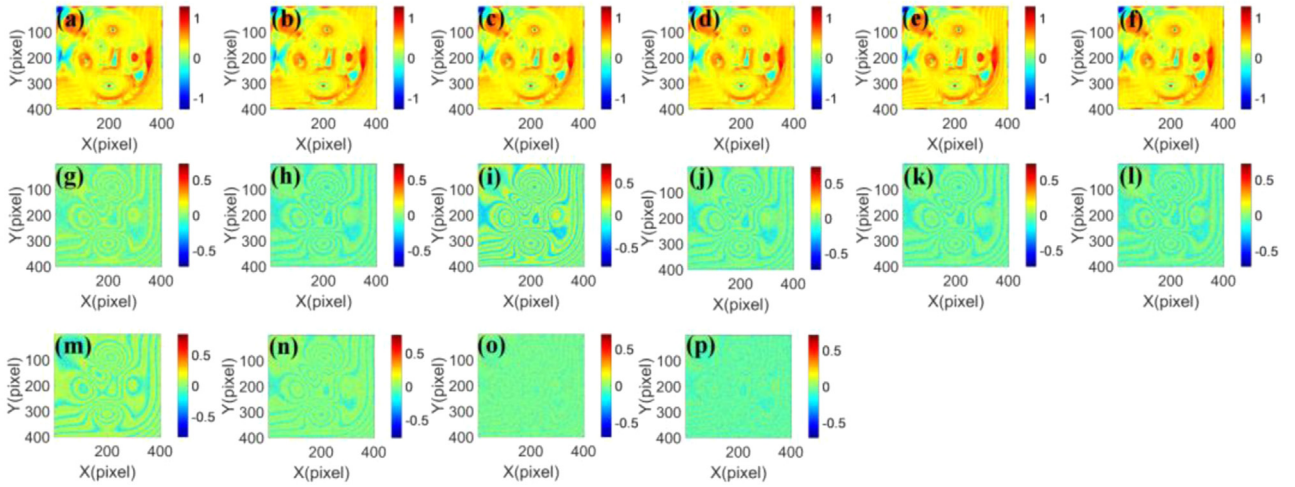 (a) (b) (c) (d) (e) (f)
1 1 1 1 1 1
100 100 100 100 100 100
0 0 0 0 0 0
200 200 200 200 200 200
300 300 300 300 300 300
-1 -1 -1 -1 -1 -1
400 400 400 400 400 400
Y(pixel) Y(pixel) Y(pixel) Y(pixel) Y(pixel) Y(pixel)
200 400 200 400 200 400 200 400 200 400 200 400
X(pixel) X(pixel) X(pixel) X(pixel) X(pixel) X(pixel)
(g) (h) (i) (j) (k) (l)
0.5 0.5 0.5 0.5 0.5 0.5
100 100 100 100 100 100
0 0 0 0 0 0
200 200 200 200 200 200
300 300 300 300 300 300
-0.5 -0.5 -0.5 -0.5 -0.5 -0.5
400 400 400 400 400 400
Y(pixel) Y(pixel) Y(pixel) Y(pixel) Y(pixel) Y(pixel)
200 400 200 400 200 400 200 400 200 400 200 400
X(pixel) X(pixel) X(pixel) X(pixel) X(pixel) X(pixel)
(m) (n) (o) (p)
0.5 0.5 0.5 0.5
100 100 100 100
0 0 0 0
200 200 200 200
300 300 300 300
-0.5 -0.5 -0.5 -0.5
400 400 400 400
Y(pixel) Y(pixel) Y(pixel) Y(pixel)
200 400 200 400 200 400 200 400
X(pixel) X(pixel) X(pixel) X(pixel)